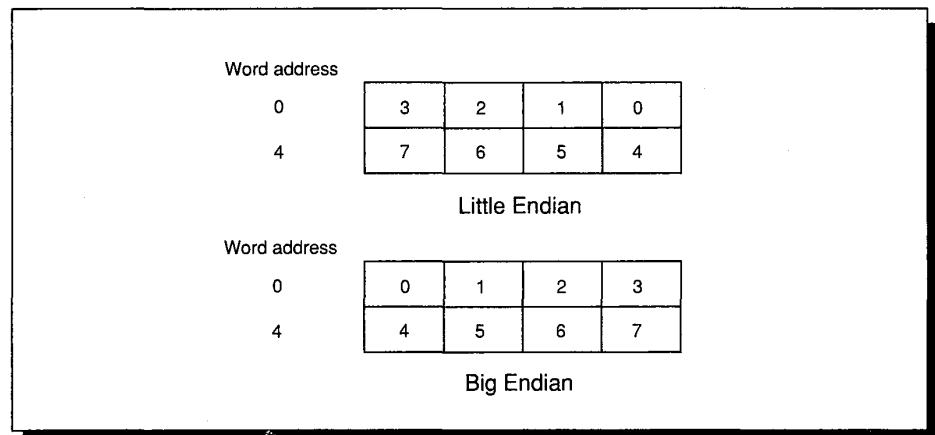 Word address
0 3 2 1 0
4 7 6 5 4
Little Endian
Word address
0 0 1 2 3
4 4 5 6 7
Big Endian